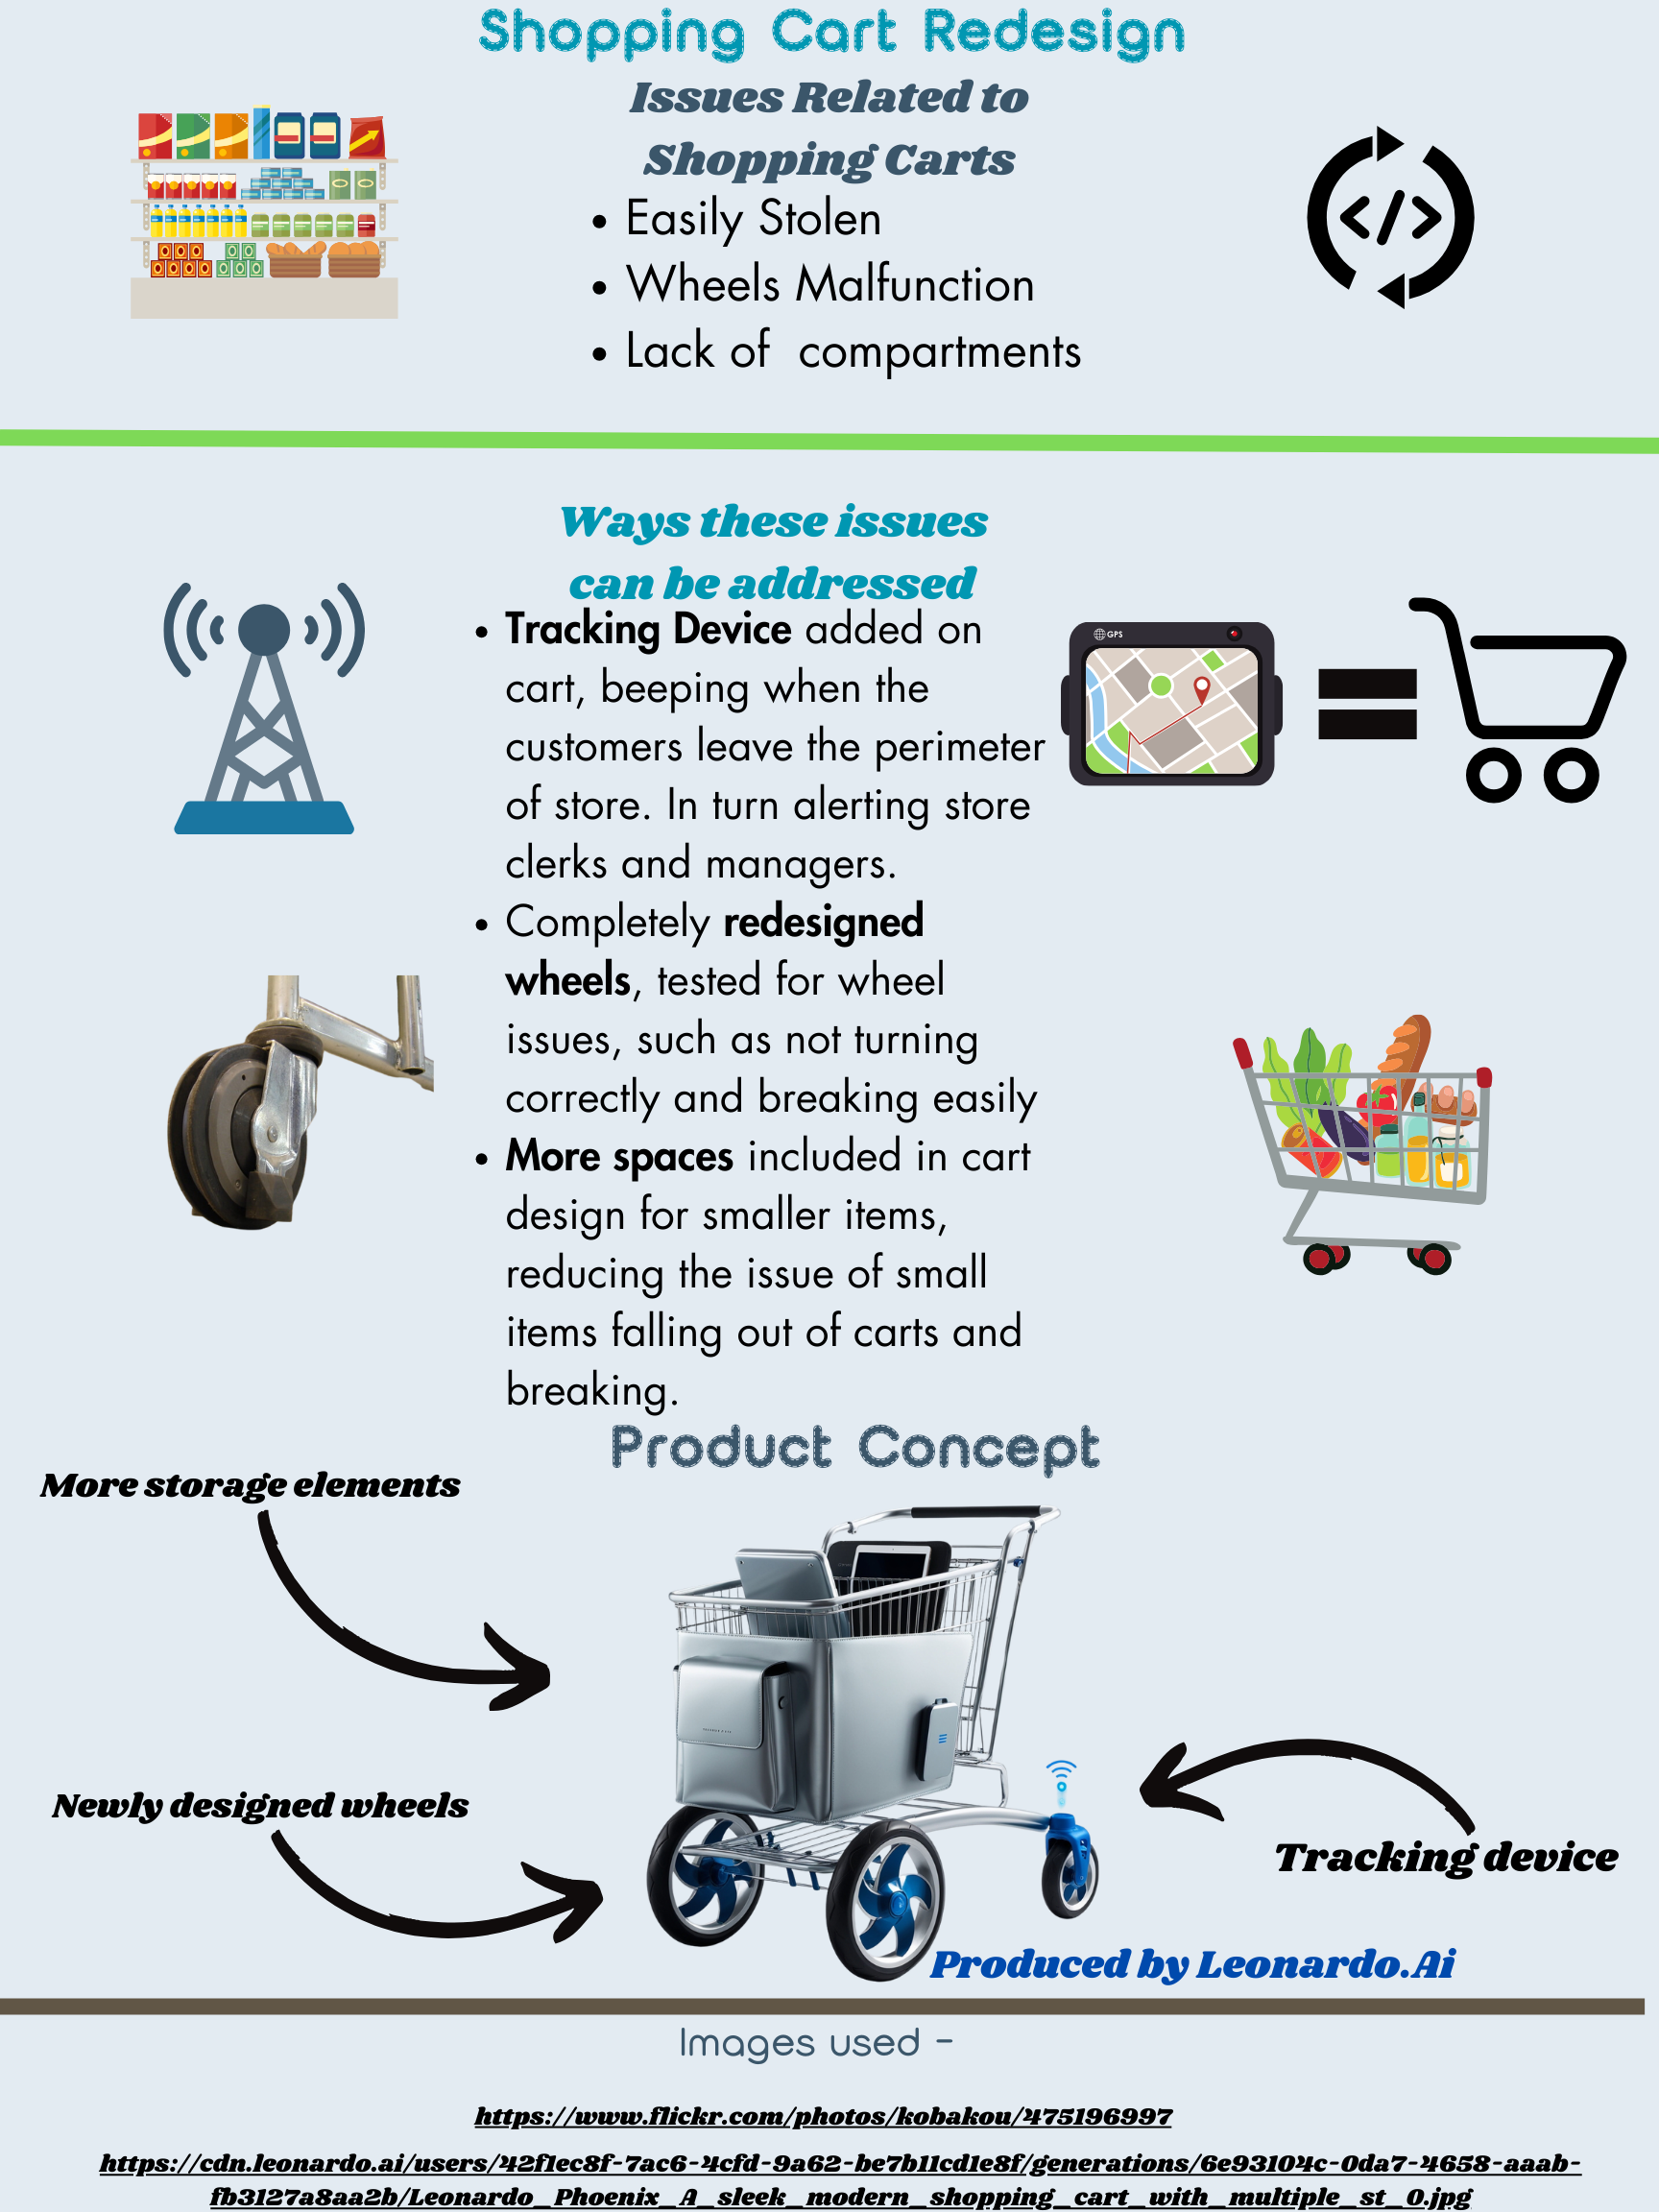 Shopping Cart Redesign
Issues Related to
Shopping Carts
• Easily Stolen
• Wheels Malfunction
• Lack of compartments
Ways these issues
can be addressed
• Tracking Device added on
cart, beeping when the
customers leave the perimeter
of store. In turn alerting store
clerks and managers.
GPS
• Completely redesigned
wheels, tested for wheel
issues, such as not turning
correctly and breaking easily
• More spaces included in cart
design for smaller items,
reducing the issue of small
items falling out of carts and
breaking.
Product Concept
More storage elements
Newly designed wheels
Tracking device
Produced by Leonardo.Ai
Images used -
https://www.flickr.com/photos/kobakou/475196997
https://cdn.leonardo.ai/users/42f1ec8f-7ac6-4cfd-9a62-be7b11cd1e8f/generations/6e93104c-0da7-4658-aaab-
fb3127a8aa2b/Leonardo_Phoenix_A_sleek_modern_shopping_cart_with_multiple_st_0.jpg